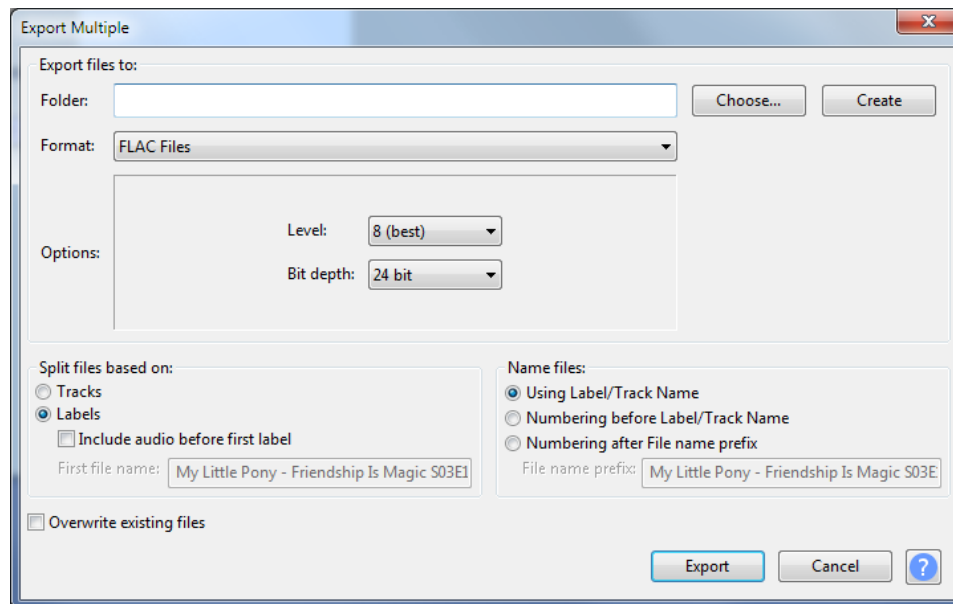 Export Multiple
Export files to:
Folder: Choose... Create
Format: FLAC Files
Level: 8 (best)
Options:
Bit depth: 24 bit
Split files based on:
Tracks
Labels
Include audio before first label
First file name: My Little Pony - Friendship Is Magic S03E1
Name files:
Using Label/Track Name
Numbering before Label/Track Name
Numbering after File name prefix
File name prefix: My Little Pony - Friendship Is Magic S03E
Overwrite existing files
Export Cancel ?